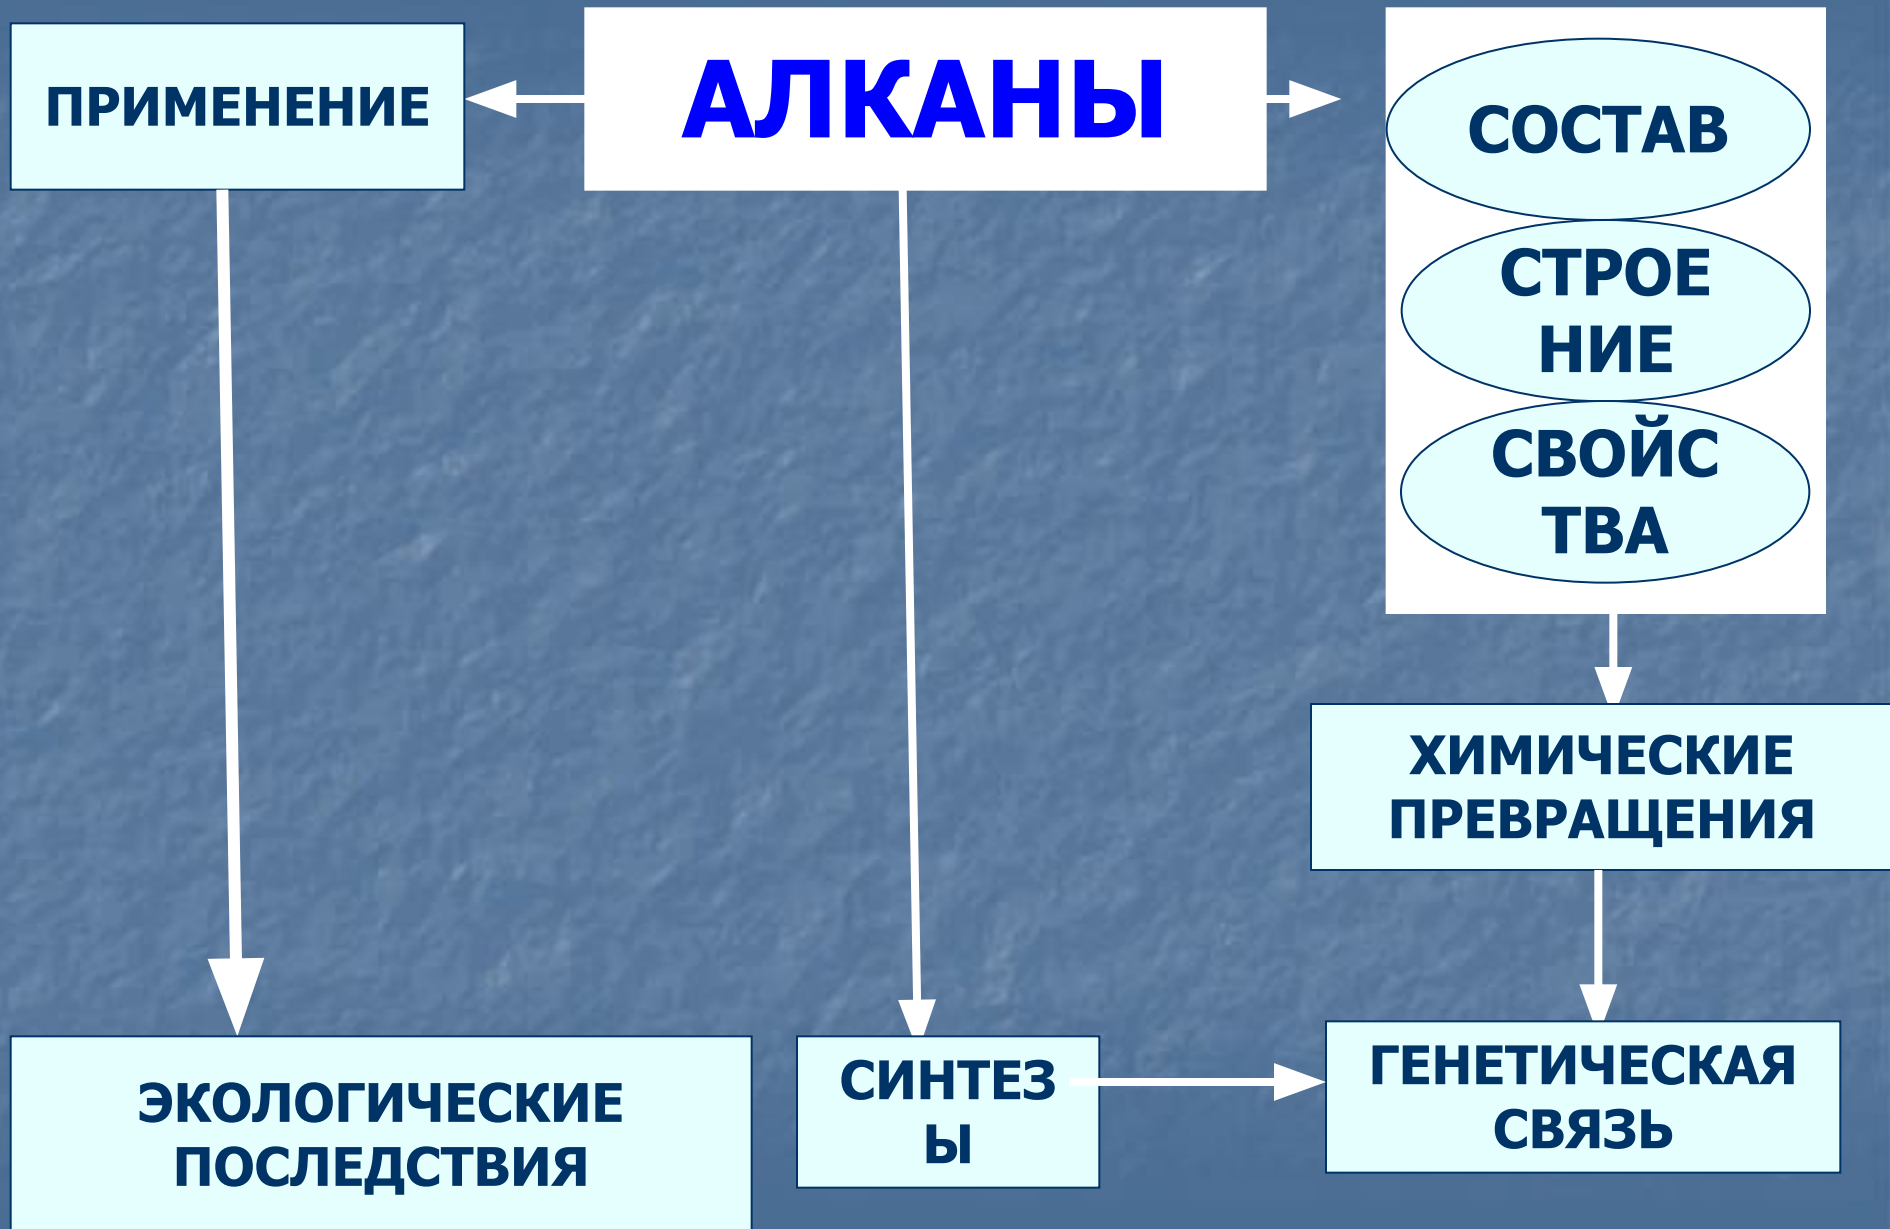 ПРИМЕНЕНИЕ
АЛКАНЫ
СОСТАВ
СТРОЕ
НИЕ
СВОЙС
ТВА
ХИМИЧЕСКИЕ
ПРЕВРАЩЕНИЯ
ЭКОЛОГИЧЕСКИЕ
ПОСЛЕДСТВИЯ
СИНТЕЗ
Ы
ГЕНЕТИЧЕСКАЯ
СВЯЗЬ